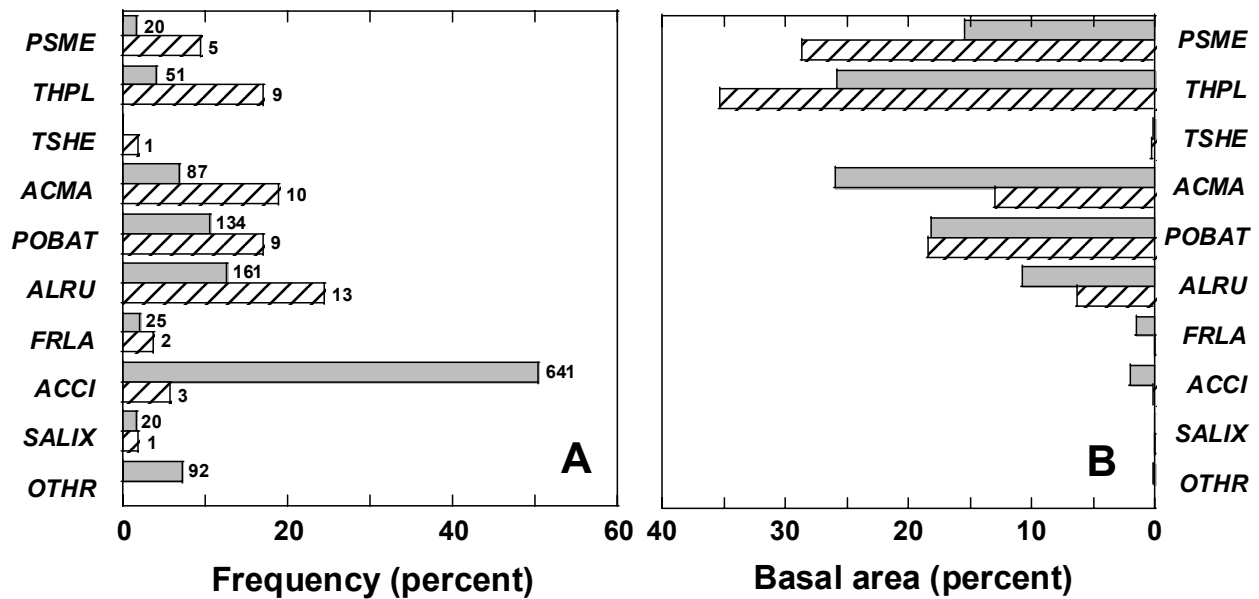 20
PSME
5
51
THPL
9
TSHE
1
87
ACMA
10
134
POBAT
9
161
ALRU
13
25
FRLA
2
641
ACCI
3
20
SALIX
1
92
OTHR
A
0 20 40 60
Frequency (percent)
PSME
THPL
TSHE
ACMA
POBAT
ALRU
FRLA
ACCI
SALIX
OTHR
B
40 30 20 10 0
Basal area (percent)